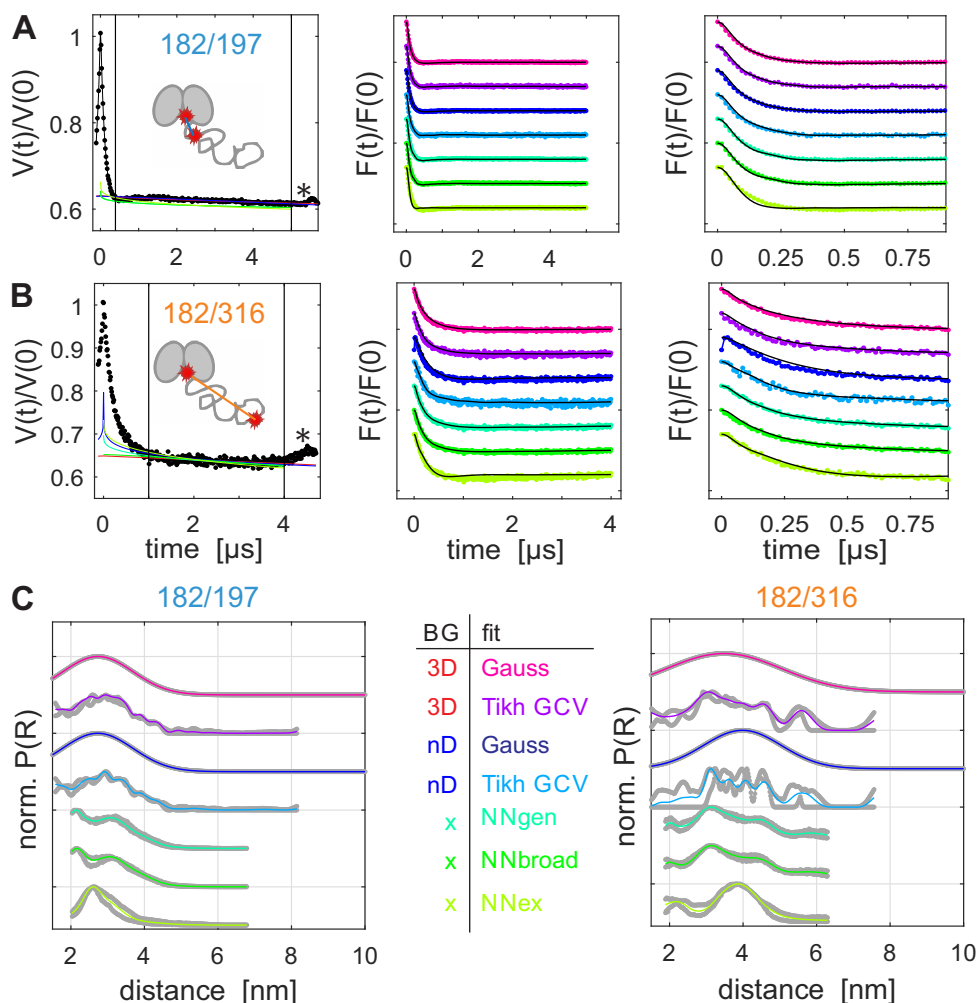 A
182/197
V(t)/V(0)
1
0.8
0.6
*
2
4
F(t)/F(0)
0
2
4
F(t)/F(0)
0
0.25
0.5
0.75
B
182/316
V(t)/V(0)
1
0.9
0.8
0.7
0.6
*
0
2
4
time [µs]
F(t)/F(0)
0
2
4
time [µs]
F(t)/F(0)
0
0.25
0.5
0.75
time [µs]
C
182/197
norm. P(R)
2
4
6
8
10
distance [nm]
BG fit
3D Gauss
3D Tikh GCV
nD Gauss
nD Tikh GCV
x NNgen
x NNbroad
x NNex
182/316
norm. P(R)
2
4
6
8
10
distance [nm]